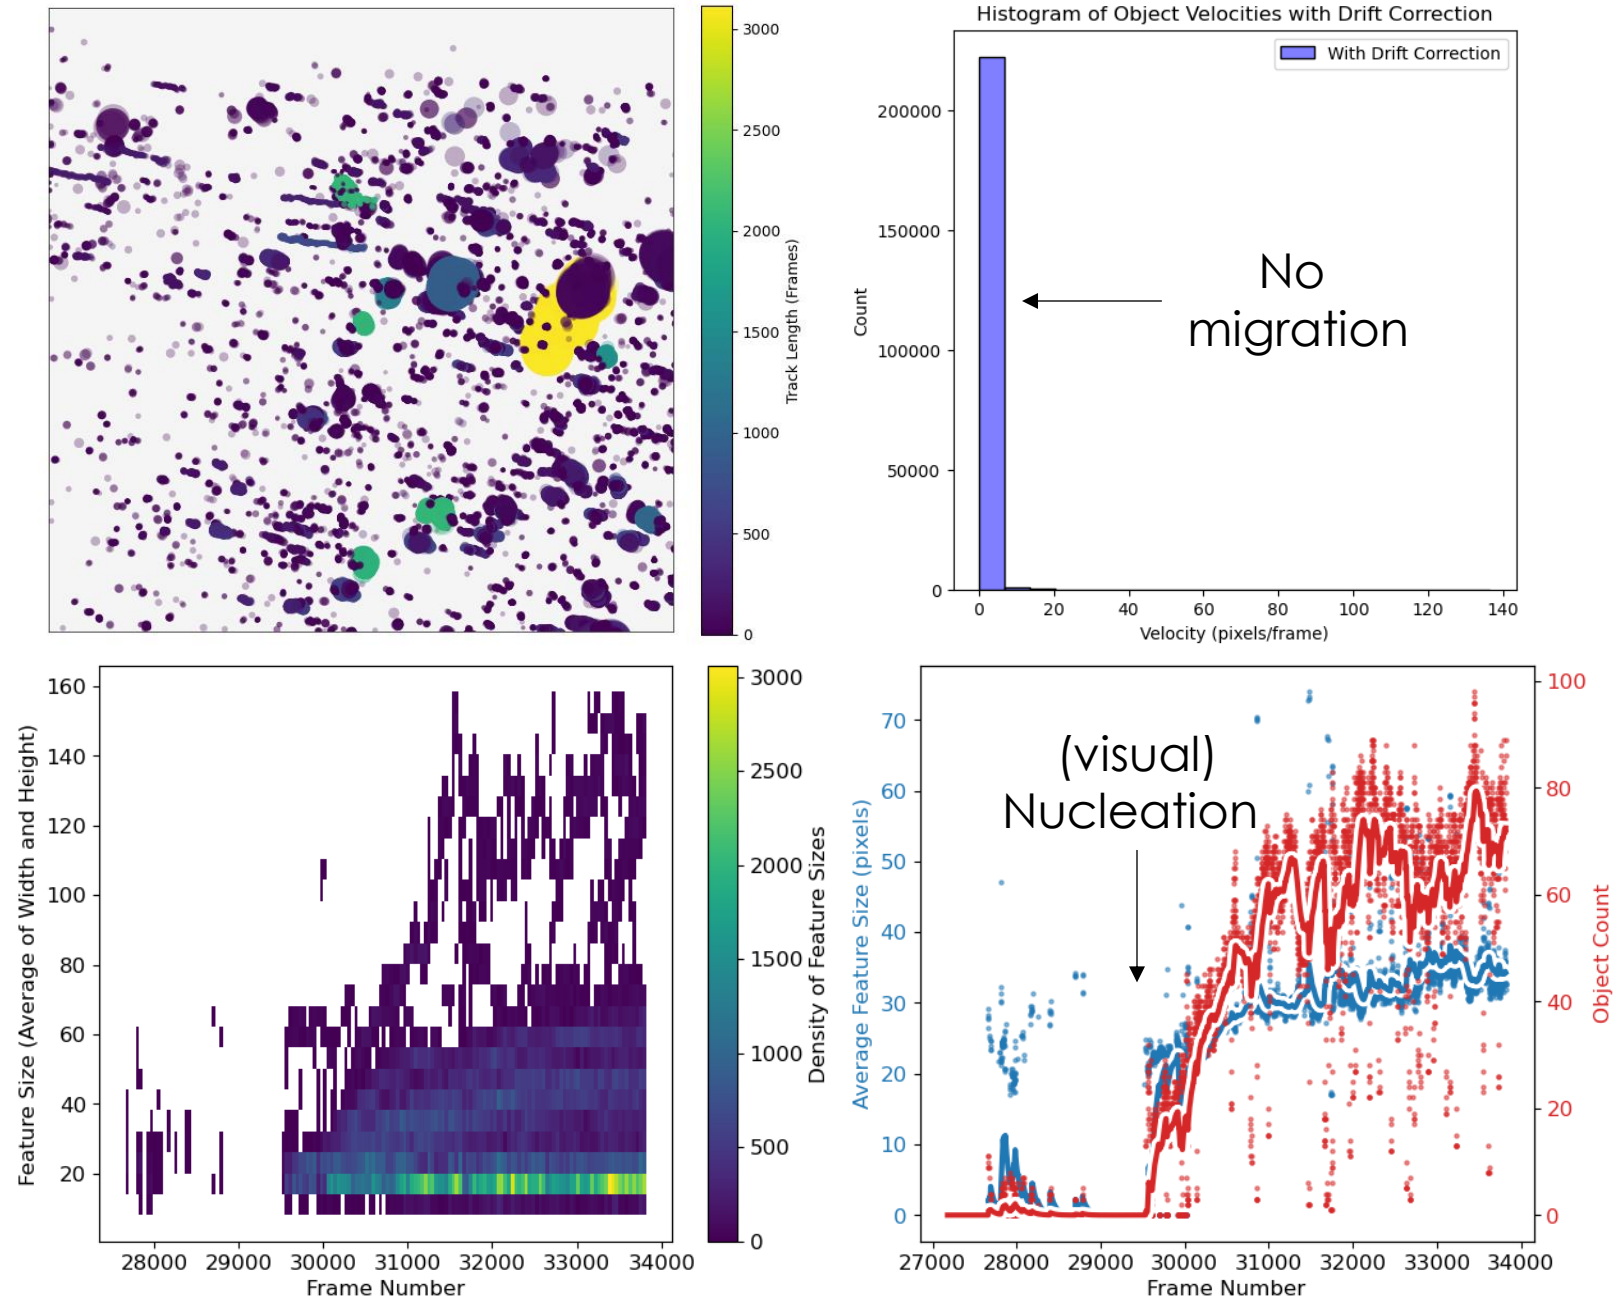 3000
2500
2000
1500
1000
500
0
Track Length (Frames)
Histogram of Object Velocities with Drift Correction
With Drift Correction
200000
150000
100000
50000
0
Count
No
migration
0 20 40 60 80 100 120 140
Velocity (pixels/frame)
160
140
120
100
80
60
40
20
Feature Size (Average of Width and Height)
28000 29000 30000 31000 32000 33000 34000
Frame Number
3000
2500
2000
1500
1000
500
0
Density of Feature Sizes
70
60
50
40
30
20
10
0
Average Feature Size (pixels)
(visual)
Nucleation
100
80
60
40
20
0
Object Count
27000 28000 29000 30000 31000 32000 33000 34000
Frame Number